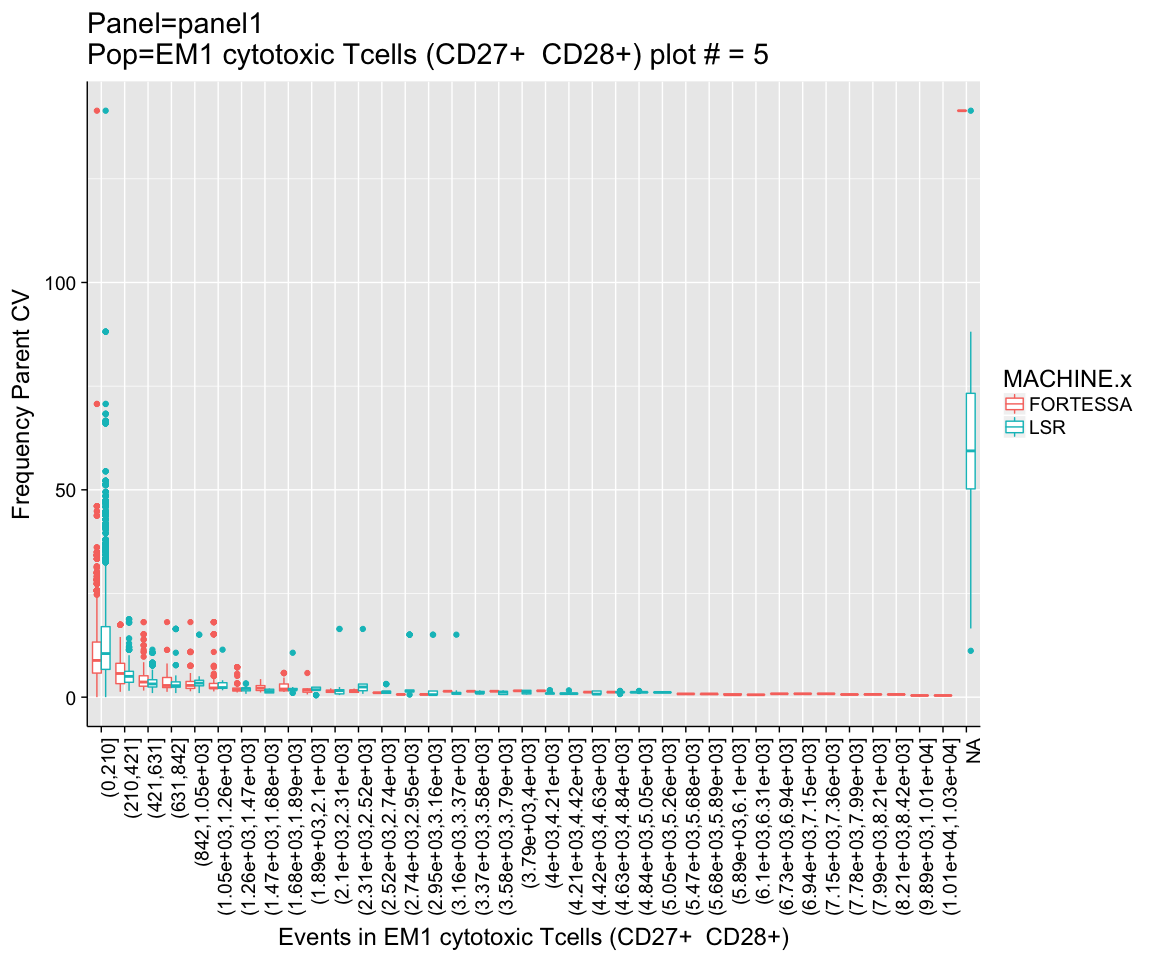 Panel=panel1
Pop=EM1 cytotoxic Tcells (CD27+  CD28+) plot # = 5
Frequency Parent CV
100
50
0
(0,210]
(210,421]
(421,631]
(631,842]
(842,1.05e+03]
(1.05e+03,1.26e+03]
(1.26e+03,1.47e+03]
(1.47e+03,1.68e+03]
(1.68e+03,1.89e+03]
(1.89e+03,2.1e+03]
(2.1e+03,2.31e+03]
(2.31e+03,2.52e+03]
(2.52e+03,2.74e+03]
(2.74e+03,2.95e+03]
(2.95e+03,3.16e+03]
(3.16e+03,3.37e+03]
(3.37e+03,3.58e+03]
(3.58e+03,3.79e+03]
(3.79e+03,4e+03]
(4e+03,4.21e+03]
(4.21e+03,4.42e+03]
(4.42e+03,4.63e+03]
(4.63e+03,4.84e+03]
(4.84e+03,5.05e+03]
(5.05e+03,5.26e+03]
(5.47e+03,5.68e+03]
(5.68e+03,5.89e+03]
(5.89e+03,6.1e+03]
(6.1e+03,6.31e+03]
(6.73e+03,6.94e+03]
(6.94e+03,7.15e+03]
(7.15e+03,7.36e+03]
(7.78e+03,7.99e+03]
(7.99e+03,8.21e+03]
(8.21e+03,8.42e+03]
(9.89e+03,1.01e+04]
(1.01e+04,1.03e+04]
NA
Events in EM1 cytotoxic Tcells (CD27+  CD28+)
MACHINE.x
FORTESSA
LSR